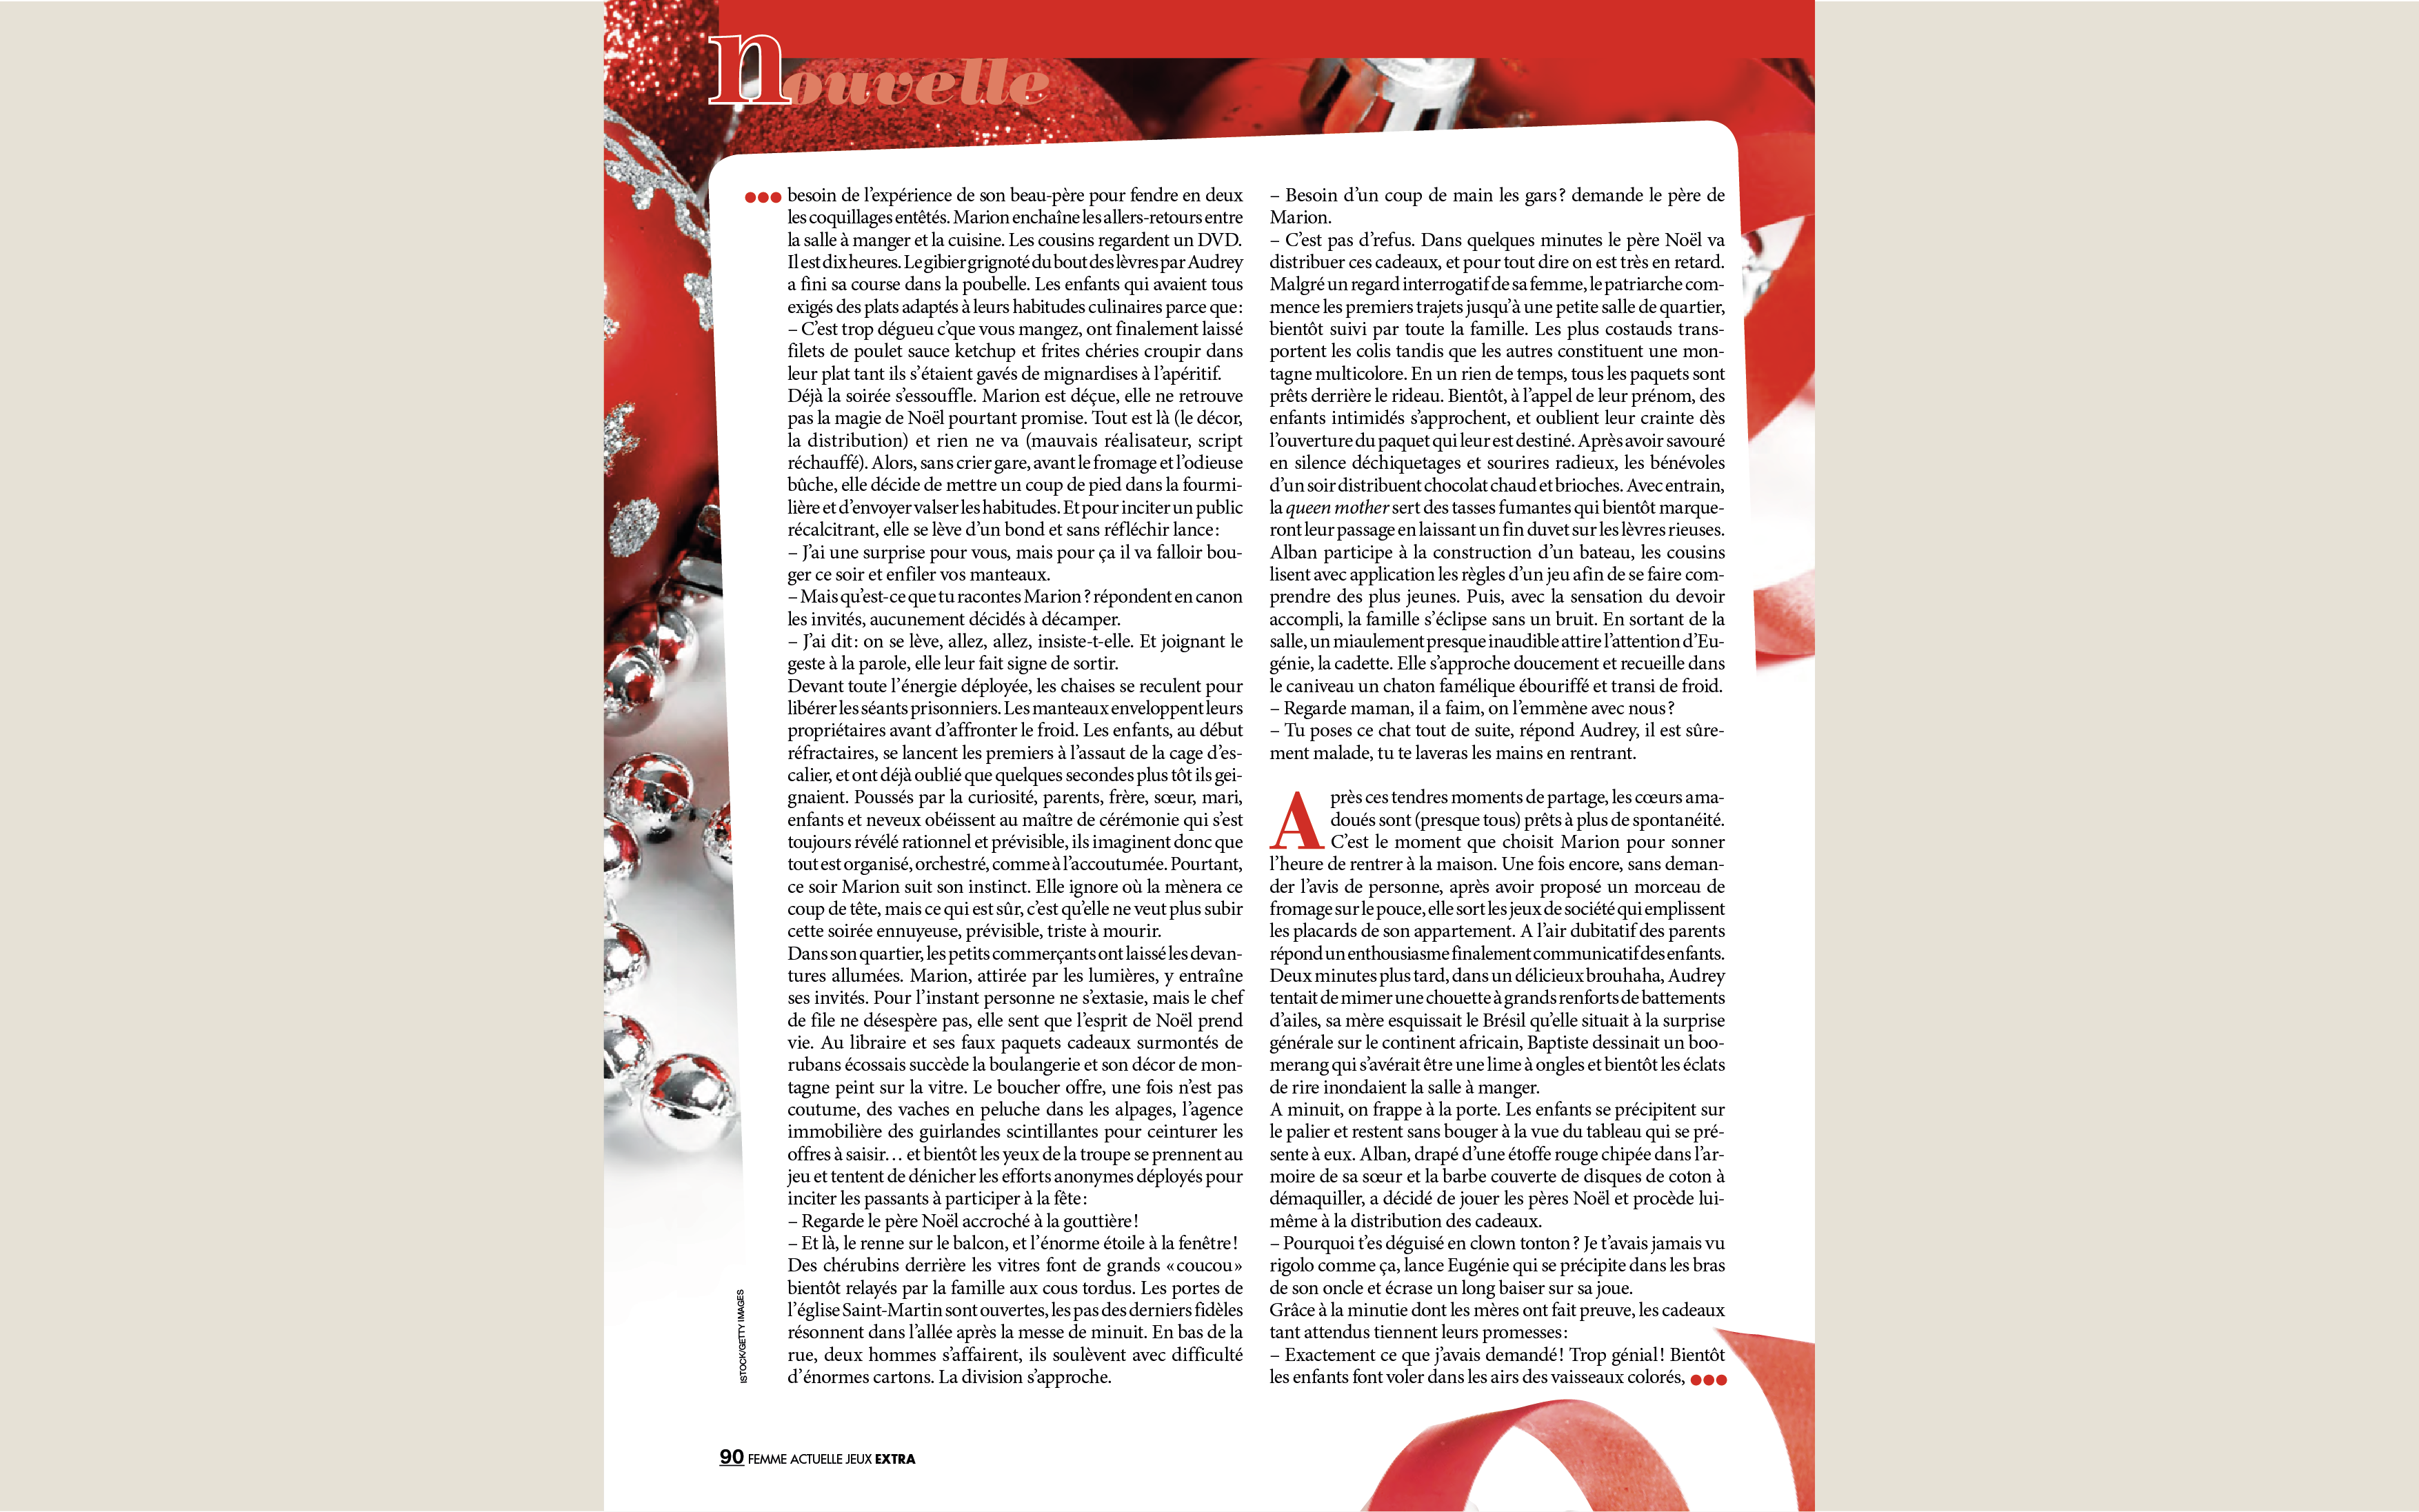 nouvelle
●●● besoin de l’expérience de son beau-père pour fendre en deux
les coquillages entêtés. Marion enchaîne les allers-retours entre
la salle à manger et la cuisine. Les cousins regardent un DVD.
Il est dix heures. Le gibier grignoté du bout des lèvres par Audrey
a fini sa course dans la poubelle. Les enfants qui avaient tous
exigés des plats adaptés à leurs habitudes culinaires parce que :
– C’est trop dégueu c’que vous mangez, ont finalement laissé
filets de poulet sauce ketchup et frites chéries croupir dans
leur plat tant ils s’étaient gavés de mignardises à l’apéritif.
Déjà la soirée s’essouffle. Marion est déçue, elle ne retrouve
pas la magie de Noël pourtant promise. Tout est là (le décor,
la distribution) et rien ne va (mauvais réalisateur, script
réchauffé). Alors, sans crier gare, avant le fromage et l’odieuse
bûche, elle décide de mettre un coup de pied dans la fourmi-
lière et d’envoyer valser les habitudes. Et pour inciter un public
récalcitrant, elle se lève d’un bond et sans réfléchir lance :
– J’ai une surprise pour vous, mais pour ça il va falloir bou-
ger ce soir et enfiler vos manteaux.
– Mais qu’est-ce que tu racontes Marion ? répondent en canon
les invités, aucunement décidés à décamper.
– J’ai dit : on se lève, allez, allez, insiste-t-elle. Et joignant le
geste à la parole, elle leur fait signe de sortir.
Devant toute l’énergie déployée, les chaises se reculent pour
libérer les séants prisonniers. Les manteaux enveloppent leurs
propriétaires avant d’affronter le froid. Les enfants, au début
réfractaires, se lancent les premiers à l’assaut de la cage d’es-
calier, et ont déjà oublié que quelques secondes plus tôt ils gei-
gnaient. Poussés par la curiosité, parents, frère, sœur, mari,
enfants et neveux obéissent au maître de cérémonie qui s’est
toujours révélé rationnel et prévisible, ils imaginent donc que
tout est organisé, orchestré, comme à l’accoutumée. Pourtant,
ce soir Marion suit son instinct. Elle ignore où la mènera ce
coup de tête, mais ce qui est sûr, c’est qu’elle ne veut plus subir
cette soirée ennuyeuse, prévisible, triste à mourir.
Dans son quartier, les petits commerçants ont laissé les devan-
tures allumées. Marion, attirée par les lumières, y entraîne
ses invités. Pour l’instant personne ne s’extasie, mais le chef
de file ne désespère pas, elle sent que l’esprit de Noël prend
vie. Au libraire et ses faux paquets cadeaux surmontés de
rubans écossais succède la boulangerie et son décor de mon-
tagne peint sur la vitre. Le boucher offre, une fois n’est pas
coutume, des vaches en peluche dans les alpages, l’agence
immobilière des guirlandes scintillantes pour ceinturer les
offres à saisir… et bientôt les yeux de la troupe se prennent au
jeu et tentent de dénicher les efforts anonymes déployés pour
inciter les passants à participer à la fête :
– Regarde le père Noël accroché à la gouttière !
– Et là, le renne sur le balcon, et l’énorme étoile à la fenêtre !
Des chérubins derrière les vitres font de grands « coucou »
bientôt relayés par la famille aux cous tordus. Les portes de
l’église Saint-Martin sont ouvertes, les pas des derniers fidèles
résonnent dans l’allée après la messe de minuit. En bas de la
rue, deux hommes s’affairent, ils soulèvent avec difficulté
d’énormes cartons. La division s’approche.
– Besoin d’un coup de main les gars ? demande le père de
Marion.
– C’est pas d’refus. Dans quelques minutes le père Noël va
distribuer ces cadeaux, et pour tout dire on est très en retard.
Malgré un regard interrogatif de sa femme, le patriarche com-
mence les premiers trajets jusqu’à une petite salle de quartier,
bientôt suivi par toute la famille. Les plus costauds trans-
portent les colis tandis que les autres constituent une mon-
tagne multicolore. En un rien de temps, tous les paquets sont
prêts derrière le rideau. Bientôt, à l’appel de leur prénom, des
enfants intimidés s’approchent, et oublient leur crainte dès
l’ouverture du paquet qui leur est destiné. Après avoir savouré
en silence déchiquetages et sourires radieux, les bénévoles
d’un soir distribuent chocolat chaud et brioches. Avec entrain,
la queen mother sert des tasses fumantes qui bientôt marque-
ront leur passage en laissant un fin duvet sur les lèvres rieuses.
Alban participe à la construction d’un bateau, les cousins
lisent avec application les règles d’un jeu afin de se faire com-
prendre des plus jeunes. Puis, avec la sensation du devoir
accompli, la famille s’éclipse sans un bruit. En sortant de la
salle, un miaulement presque inaudible attire l’attention d’Eu-
génie, la cadette. Elle s’approche doucement et recueille dans
le caniveau un chaton famélique ébouriffé et transi de froid.
– Regarde maman, il a faim, on l’emmène avec nous ?
– Tu poses ce chat tout de suite, répond Audrey, il est sûre-
ment malade, tu te laveras les mains en rentrant.
Après ces tendres moments de partage, les cœurs ama-
doués sont (presque tous) prêts à plus de spontanéité.
C’est le moment que choisit Marion pour sonner
l’heure de rentrer à la maison. Une fois encore, sans deman-
der l’avis de personne, après avoir proposé un morceau de
fromage sur le pouce, elle sort les jeux de société qui emplissent
les placards de son appartement. A l’air dubitatif des parents
répond un enthousiasme finalement communicatif des enfants.
Deux minutes plus tard, dans un délicieux brouhaha, Audrey
tentait de mimer une chouette à grands renforts de battements
d’ailes, sa mère esquissait le Brésil qu’elle situait à la surprise
générale sur le continent africain, Baptiste dessinait un boo-
merang qui s’avérait être une lime à ongles et bientôt les éclats
de rire inondaient la salle à manger.
A minuit, on frappe à la porte. Les enfants se précipitent sur
le palier et restent sans bouger à la vue du tableau qui se pré-
sente à eux. Alban, drapé d’une étoffe rouge chipée dans l’ar-
moire de sa sœur et la barbe couverte de disques de coton à
démaquiller, a décidé de jouer les pères Noël et procède lui-
même à la distribution des cadeaux.
– Pourquoi t’es déguisé en clown tonton ? Je t’avais jamais vu
rigolo comme ça, lance Eugénie qui se précipite dans les bras
de son oncle et écrase un long baiser sur sa joue.
Grâce à la minutie dont les mères ont fait preuve, les cadeaux
tant attendus tiennent leurs promesses :
– Exactement ce que j’avais demandé ! Trop génial ! Bientôt
les enfants font voler dans les airs des vaisseaux colorés, ●●●
ISTOCK/GETTY IMAGES
90 FEMME ACTUELLE JEUX EXTRA